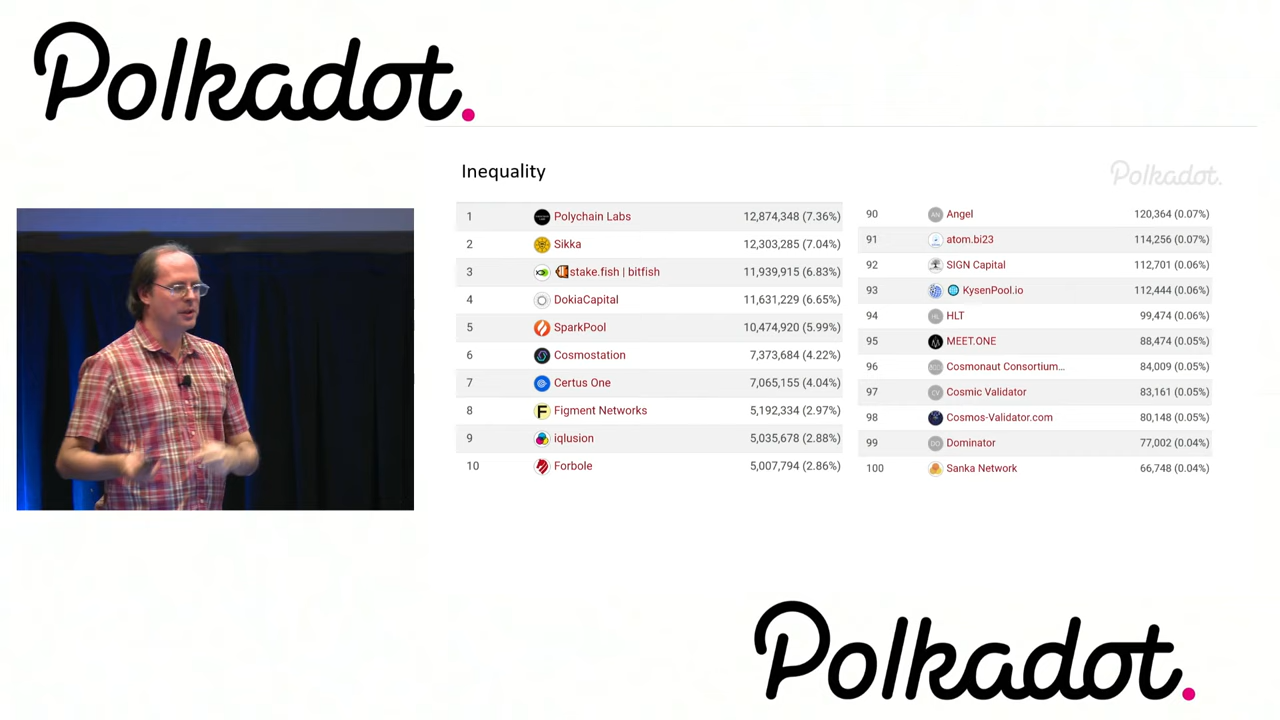 Polkadot.
Inequality
Polkadot.
1 Polychain Labs 12,874,348 (7.36%)
2 Sikka 12,303,285 (7.04%)
3 stake.fish | bitfish 11,939,915 (6.83%)
4 DokiaCapital 11,631,229 (6.65%)
5 SparkPool 10,474,920 (5.99%)
6 Cosmostation 7,373,684 (4.22%)
7 Certus One 7,065,155 (4.04%)
8 F Figment Networks 5,192,334 (2.97%)
9 iqlusion 5,035,678 (2.88%)
10 Forbole 5,007,794 (2.86%)
90 AN Angel 120,364 (0.07%)
91 atom.bi23 114,256 (0.07%)
92 SIGN Capital 112,701 (0.06%)
93 KysenPool.io 112,444 (0.06%)
94 HL Hlt 99,474 (0.06%)
95 MEET.ONE 88,474 (0.05%)
96 Cosmonaut Consortium... 84,009 (0.05%)
97 CV Cosmic Validator 83,161 (0.05%)
98 Cosmos-Validator.com 80,148 (0.05%)
99 DO Dominator 77,002 (0.04%)
100 Sanka Network 66,748 (0.04%)
Polkadot.